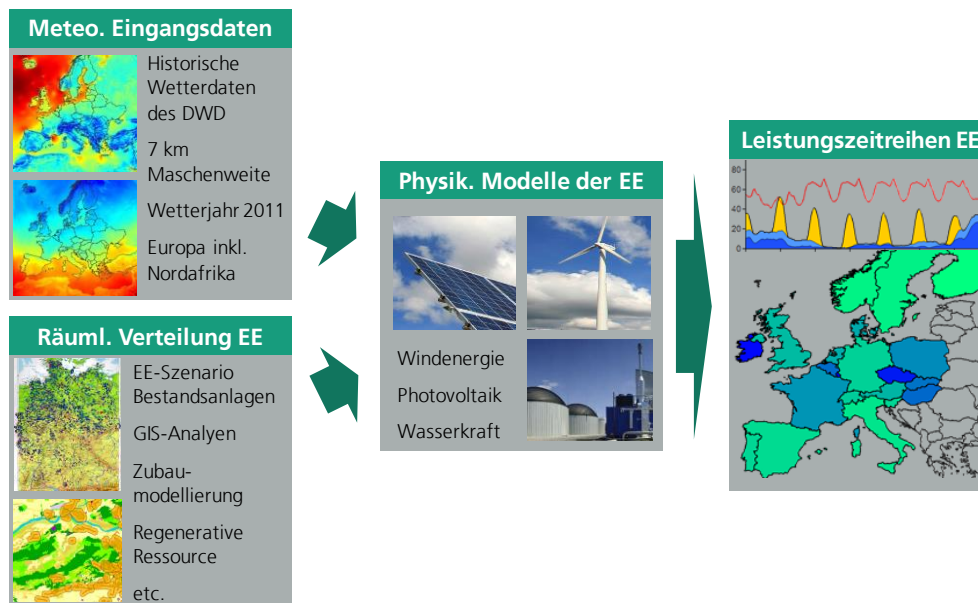 Meteo. Eingangsdaten
Historische
Wetterdaten
des DWD
7 km
Maschenweite
Wetterjahr 2011
Europa inkl.
Nordafrika
Räuml. Verteilung EE
EE-Szenario
Bestandsanlagen
GIS-Analyen
Zubau-
modellierung
Regenerative
Ressource
etc.
Physik. Modelle der EE
Windenergie
Photovoltaik
Wasserkraft
Leistungszeitreihen EE
80
60
40
20
0